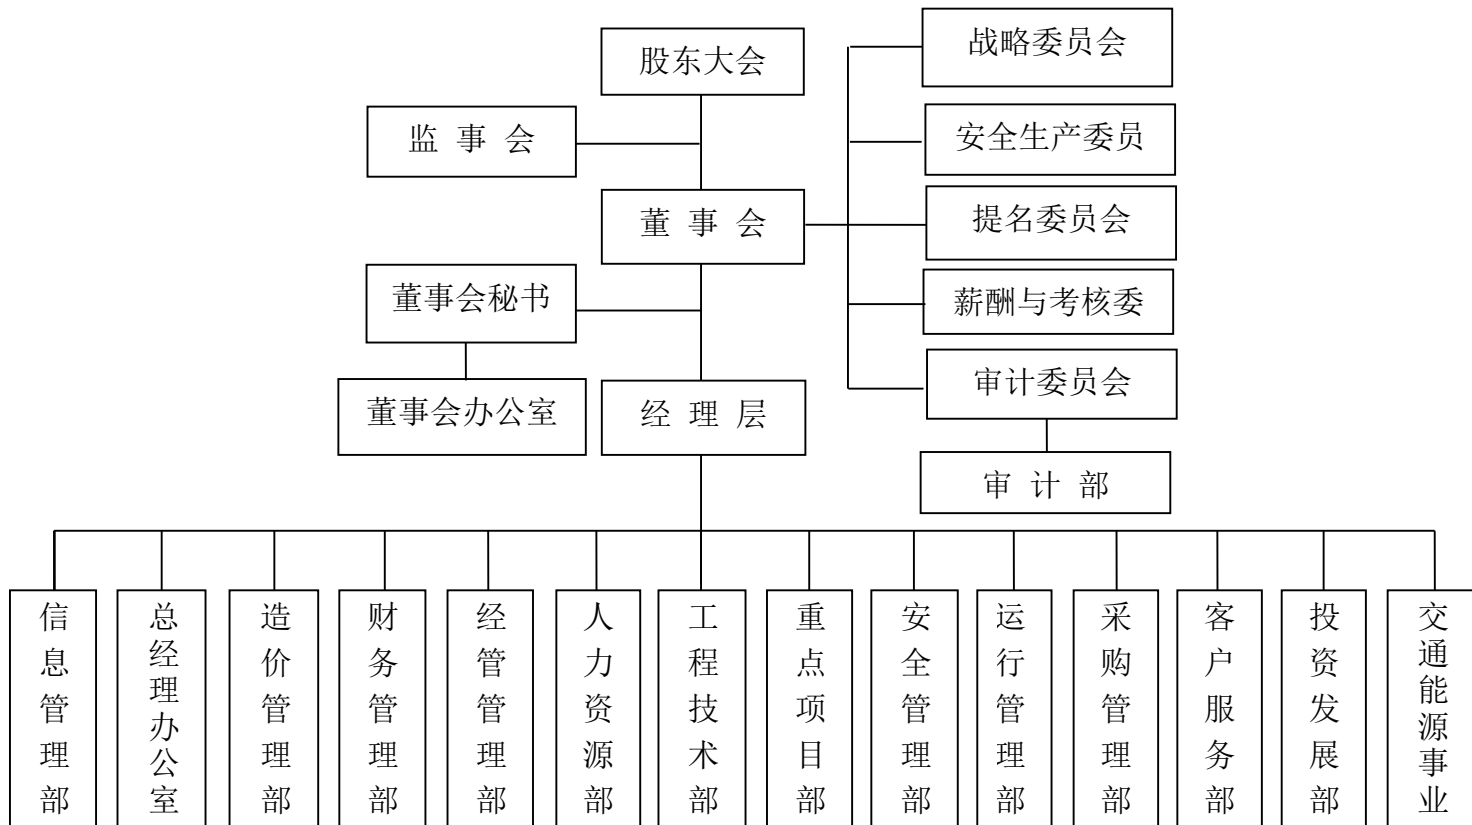 股东大会
战略委员会
监 事 会
安全生产委员
董 事 会
提名委员会
董事会秘书
薪酬与考核委
董事会办公室
经 理 层
审计委员会
审 计 部
信息管理部
总经理办公室
造价管理部
财务管理部
经管管理部
人力资源部
工程技术部
重点项目部
安全管理部
运行管理部
采购管理部
客户服务部
投资发展部
交通能源事业